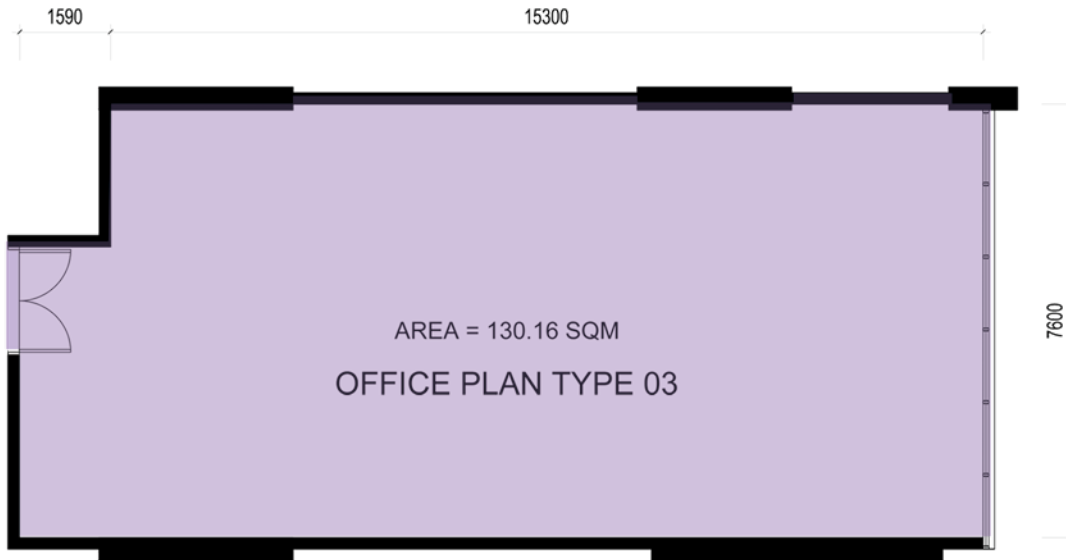 1590
15300
7600
AREA = 130.16 SQM
OFFICE PLAN TYPE 03